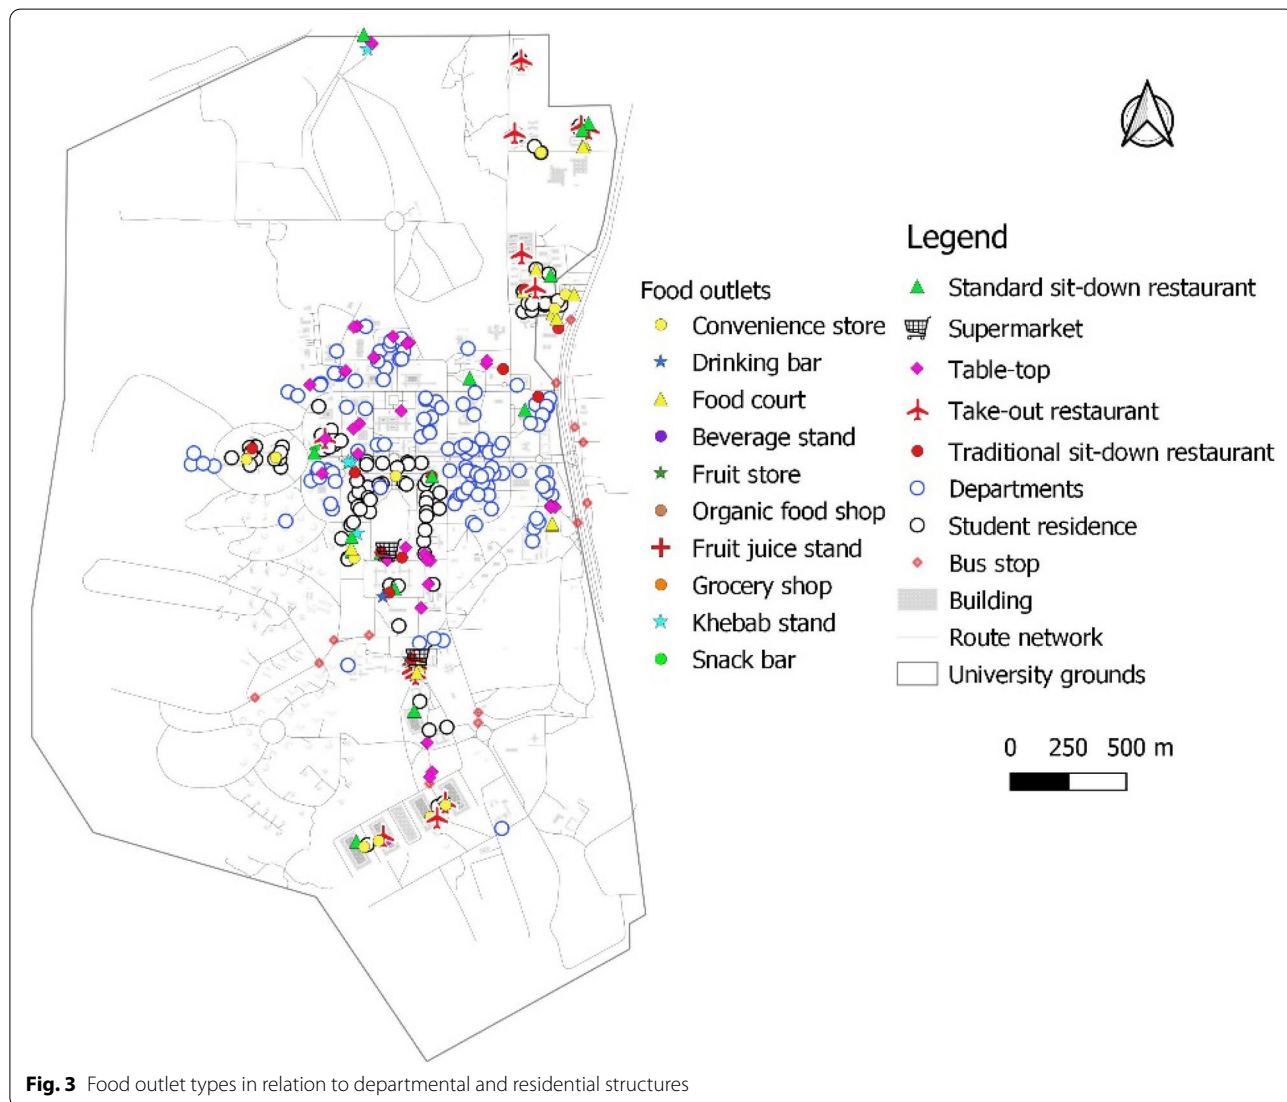 Legend
Food outlets
Convenience store
Drinking bar
Food court
Beverage stand
Fruit store
Organic food shop
Fruit juice stand
Grocery shop
Khebab stand
Snack bar
Standard sit-down restaurant
Supermarket
Table-top
Take-out restaurant
Traditional sit-down restaurant
Departments
Student residence
Bus stop
Building
Route network
University grounds
0 250 500 m
Fig. 3 Food outlet types in relation to departmental and residential structures